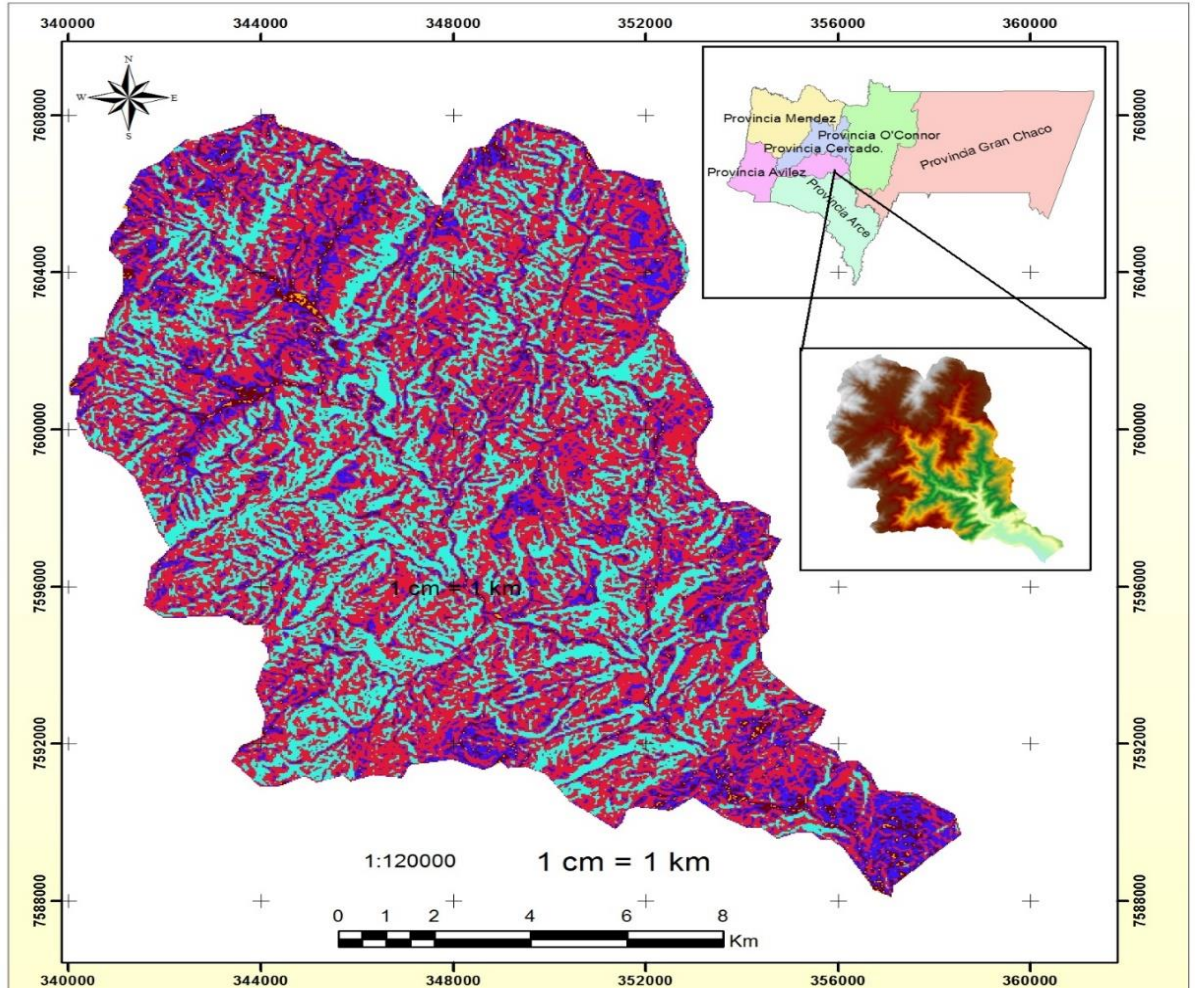 340000 344000 348000 352000 356000 360000
N
W E
S
7608000
7604000
7600000
7596000
7592000
7588000
Provincia Mendez
Provincia O'Connor
Provincia Cercado.
Provincia Gran Chaco
Provincia Avilez
Provincia Arce
7608000
7604000
7600000
7596000
7592000
7588000
1 cm = 1 km
1:120000 1 cm = 1 km
0 1 2 4 6 8
Km
340000 344000 348000 352000 356000 360000